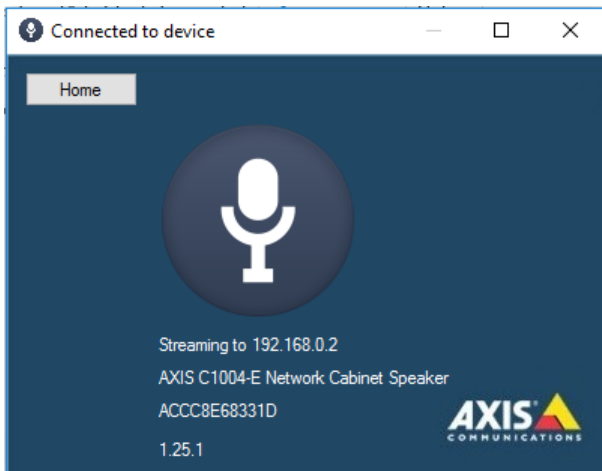 Connected to device
Home
Streaming to 192.168.0.2
AXIS C1004-E Network Cabinet Speaker
ACCC8E68331D
1.25.1
AXIS
COMMUNICATIONS